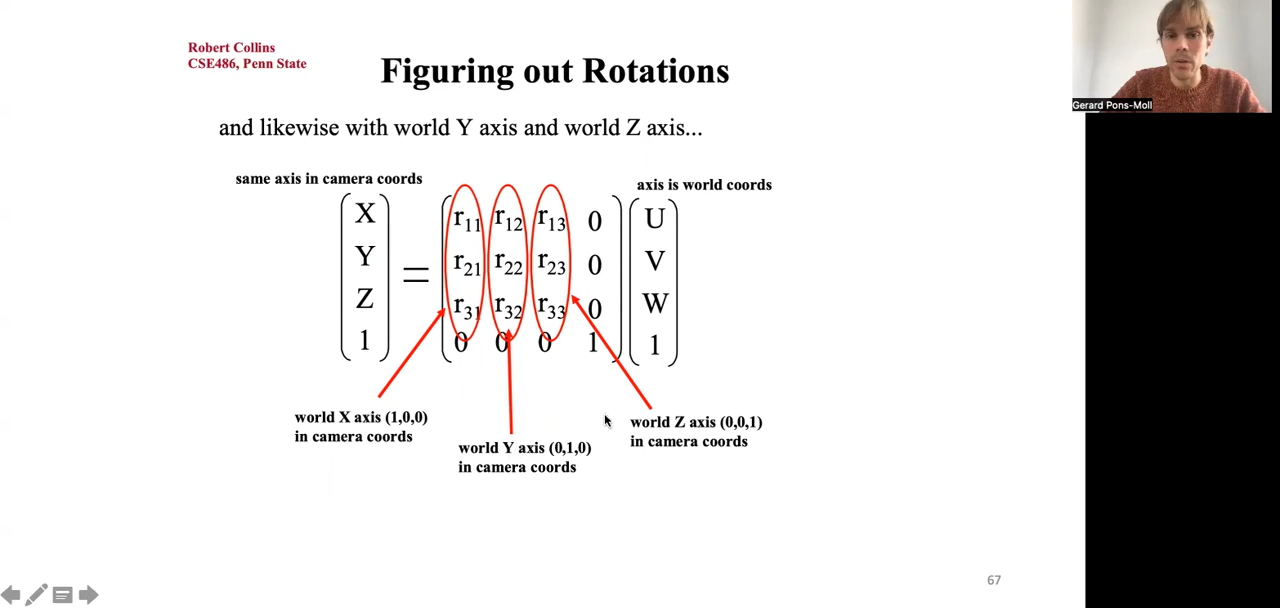 Robert Collins
CSE486, Penn State
Figuring out Rotations
Gerard Pons-Moll
and likewise with world Y axis and world Z axis...
same axis in camera coords
axis is world coords
X r11 r12 r13 0 U
Y r21 r22 r23 0 V
= 
Z r31 r32 r33 0 W
1 0 0 0 1 1
world X axis (1,0,0)
in camera coords
world Y axis (0,1,0)
in camera coords
world Z axis (0,0,1)
in camera coords
67